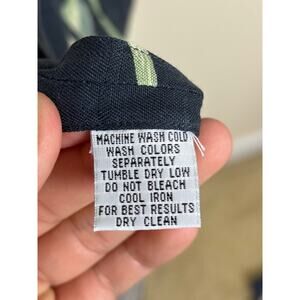 MACHINE WASH COLD
WASH COLORS
SEPARATELY
TUMBLE DRY LOW
DO NOT BLEACH
COOL IRON
FOR BEST RESULTS
DRY CLEAN